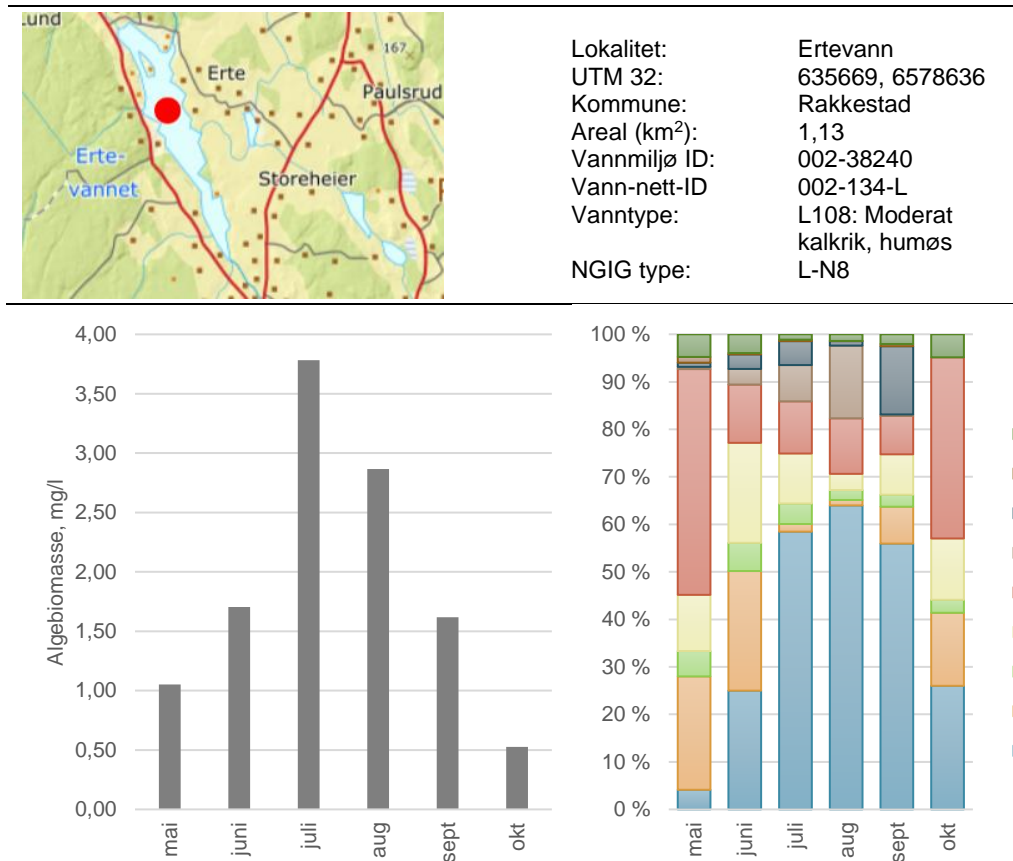 Lund
167
Erte
Paulsrud
Erte-
vannet
Storeheier
Lokalitet: Ertevann
UTM 32: 635669, 6578636
Kommune: Rakkestad
Areal (km²): 1,13
Vannmiljø ID: 002-38240
Vann-nett-ID 002-134-L
Vanntype: L108: Moderat
kalkrik, humøs
NGIG type: L-N8
Algebiomasse, mg/l
4,00
3,50
3,00
2,50
2,00
1,50
1,00
0,50
0,00
mai juni juli aug sept okt
100 %
90 %
80 %
70 %
60 %
50 %
40 %
30 %
20 %
10 %
0 %
mai juni juli aug sept okt